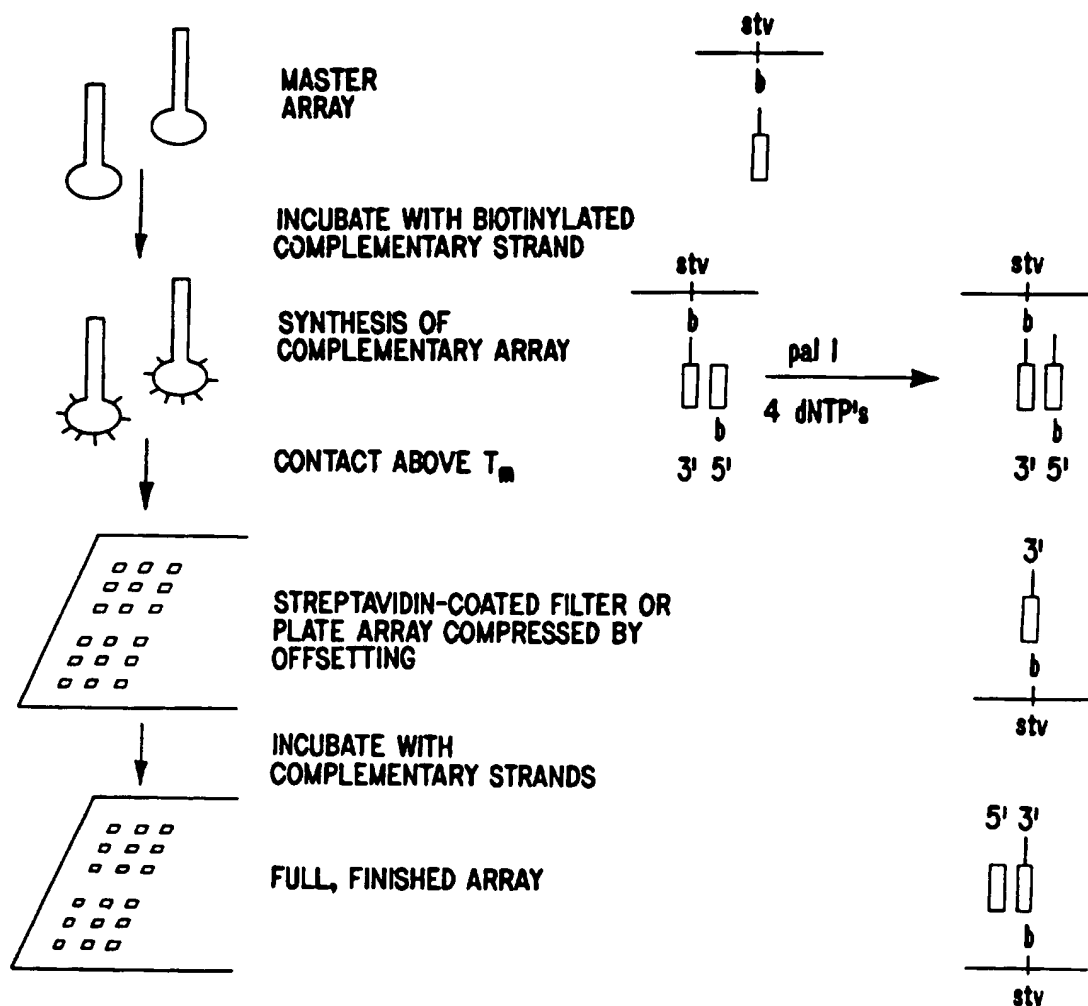 stv
b
MASTER
ARRAY
INCUBATE WITH BIOTINYLATED
COMPLEMENTARY STRAND
stv
b
b
3' 5'
pal I
4 dNTP's
stv
b
b
3' 5'
SYNTHESIS OF
COMPLEMENTARY ARRAY
CONTACT ABOVE Tm
3'
b
stv
STREPTAVIDIN-COATED FILTER OR
PLATE ARRAY COMPRESSED BY
OFFSETTING
INCUBATE WITH
COMPLEMENTARY STRANDS
5' 3'
b
stv
FULL, FINISHED ARRAY